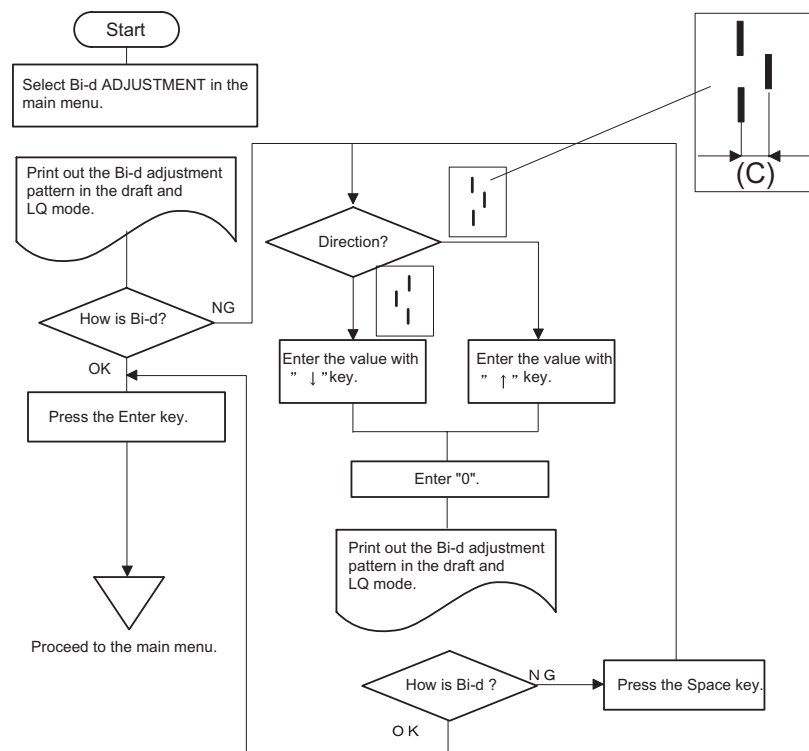 Start
Select Bi-d ADJUSTMENT in the
main menu.
Print out the Bi-d adjustment
pattern in the draft and
LQ mode.
How is Bi-d?
NG
OK
Press the Enter key.
Proceed to the main menu.
Direction?
(C)
Enter the value with
” ↓ ”key.
Enter the value with
” ↑ ” key.
Enter "0".
Print out the Bi-d adjustment
pattern in the draft and
LQ mode.
How is Bi-d ?
NG
Press the Space key.
OK